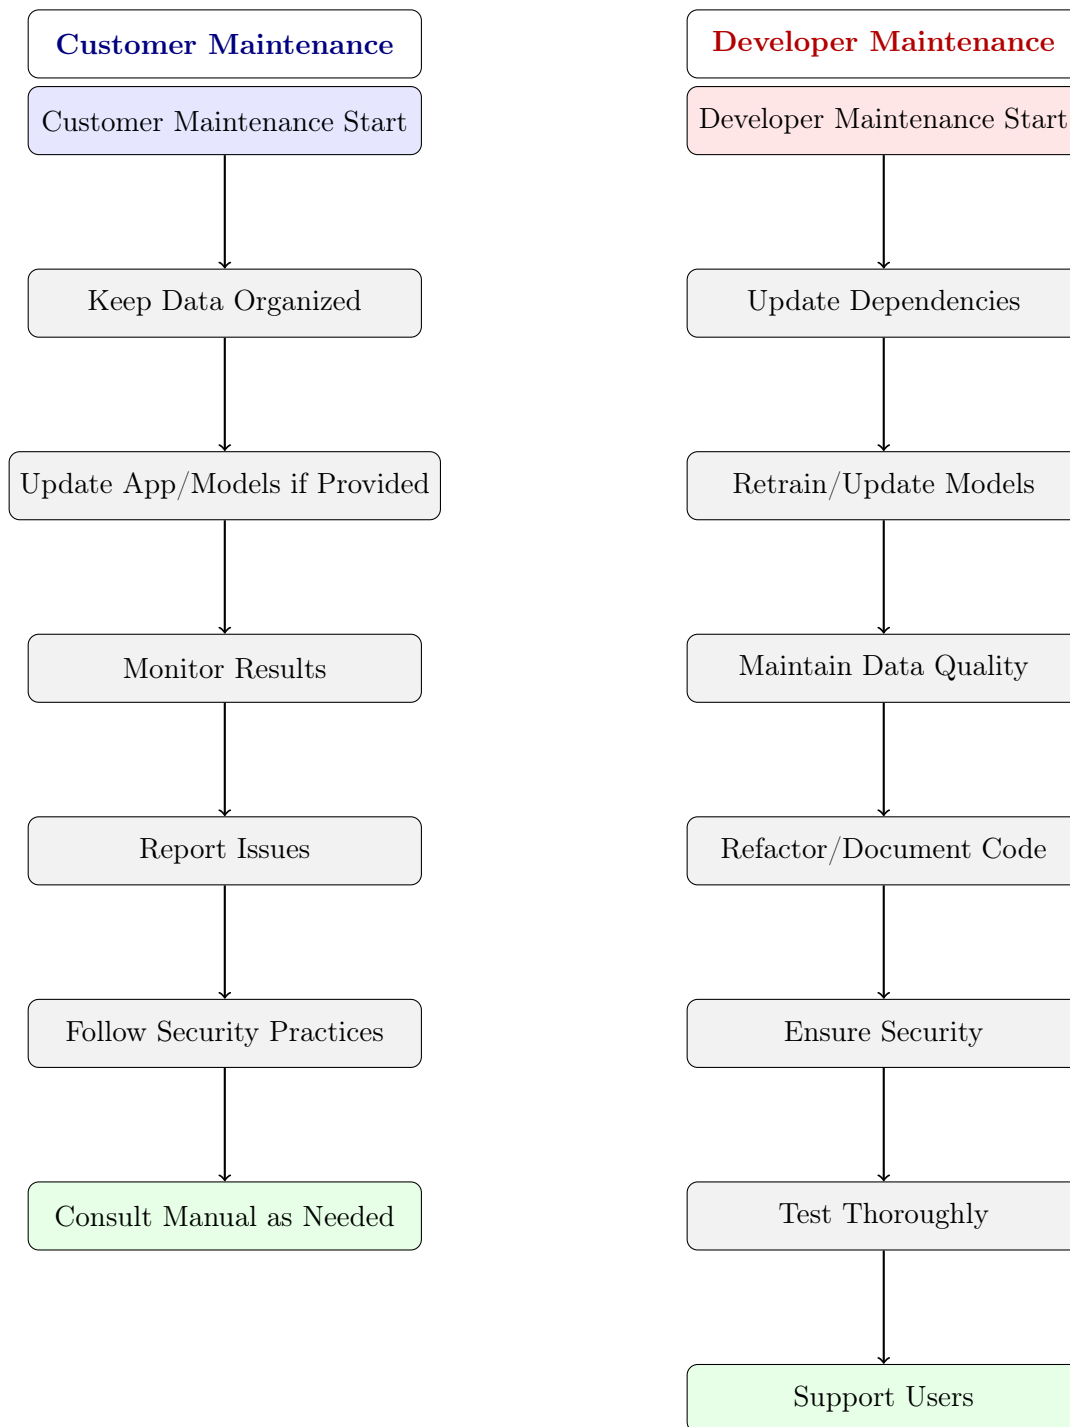 Customer Maintenance
Customer Maintenance Start
Keep Data Organized
Update App/Models if Provided
Monitor Results
Report Issues
Follow Security Practices
Consult Manual as Needed
Developer Maintenance
Developer Maintenance Start
Update Dependencies
Retrain/Update Models
Maintain Data Quality
Refactor/Document Code
Ensure Security
Test Thoroughly
Support Users